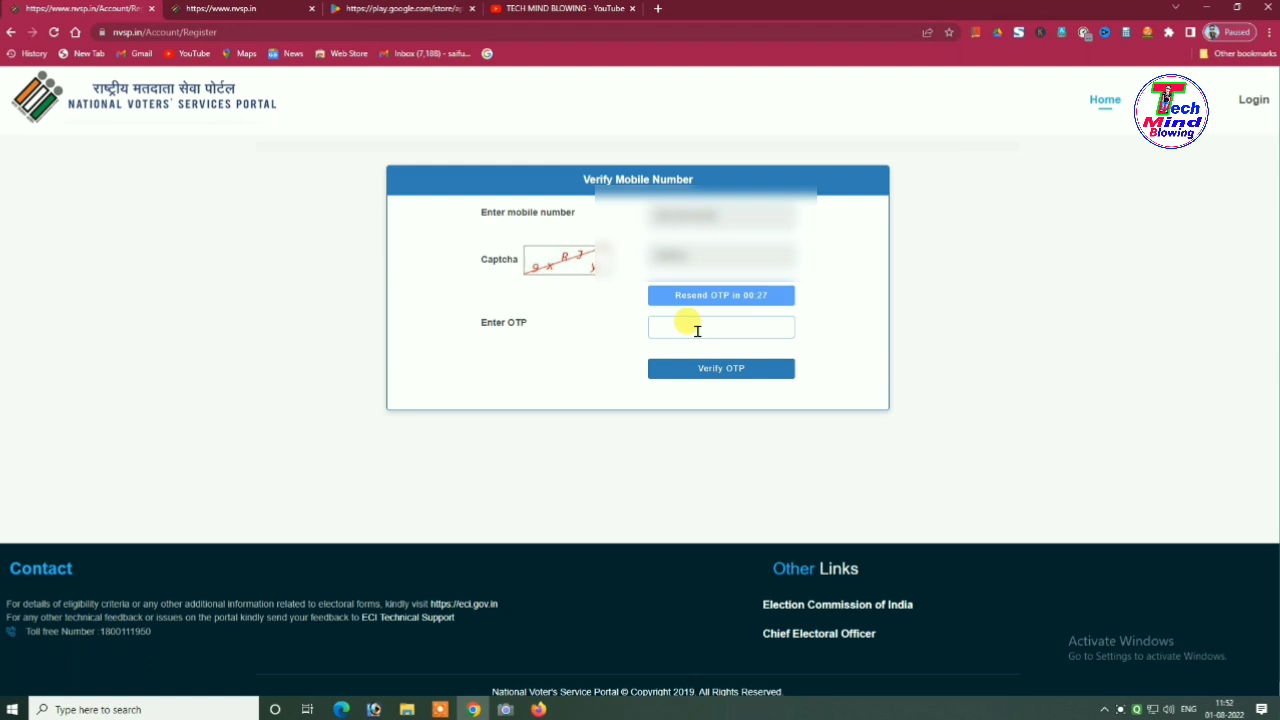 https://www.nvsp.in/Account/Re
https://www.nvsp.in
https://play.google.com/store/ap
TECH MIND BLOWING - YouTube
nvsp.in/Account/Register
Paused
History
New Tab
Gmail
YouTube
Maps
News
Web Store
Inbox (7,188) - saifu...
Other bookmarks
राष्ट्रीय मतदाता सेवा पोर्टल
NATIONAL VOTERS' SERVICES PORTAL
Home
Tech
Mind
Blowing
Login
Verify Mobile Number
Enter mobile number
Captcha
Resend OTP in 00:27
Enter OTP
Verify OTP
Contact
Other Links
For details of eligibility criteria or any other additional information related to electoral forms, kindly visit https://eci.gov.in
For any other technical feedback or issues on the portal kindly send your feedback to ECI Technical Support
Toll free Number :1800111950
Election Commission of India
Chief Electoral Officer
Activate Windows
Go to Settings to activate Windows.
National Voter's Service Portal © Copyright 2019. All Rights Reserved.
Type here to search
ENG
11:52
01-08-2022